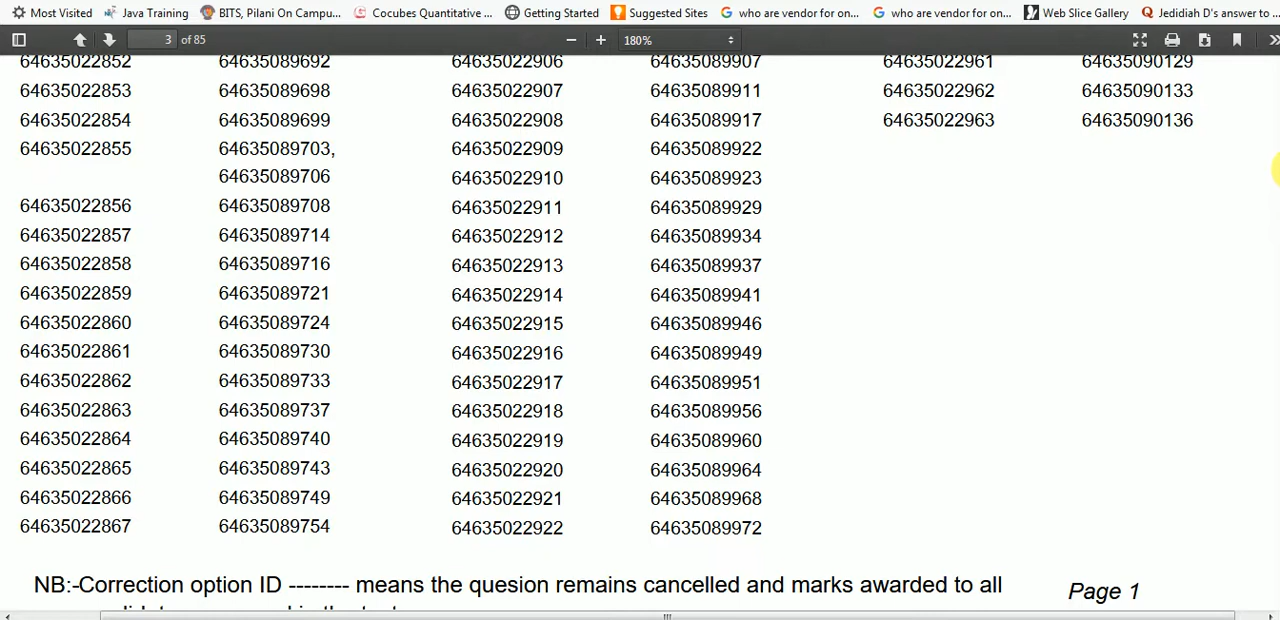 Most Visited Java Training BITS, Pilani On Campu... Cocubes Quantitative ... Getting Started Suggested Sites who are vendor for on... who are vendor for on... Web Slice Gallery Jedidiah D's answer to ...
3 of 85 180%
64635022852 64635089692 64635022906 64635089907 64635022961 64635090129
64635022853 64635089698 64635022907 64635089911 64635022962 64635090133
64635022854 64635089699 64635022908 64635089917 64635022963 64635090136
64635022855 64635089703, 64635022909 64635089922
64635089706 64635022910 64635089923
64635022856 64635089708 64635022911 64635089929
64635022857 64635089714 64635022912 64635089934
64635022858 64635089716 64635022913 64635089937
64635022859 64635089721 64635022914 64635089941
64635022860 64635089724 64635022915 64635089946
64635022861 64635089730 64635022916 64635089949
64635022862 64635089733 64635022917 64635089951
64635022863 64635089737 64635022918 64635089956
64635022864 64635089740 64635022919 64635089960
64635022865 64635089743 64635022920 64635089964
64635022866 64635089749 64635022921 64635089968
64635022867 64635089754 64635022922 64635089972
NB:-Correction option ID -------- means the quesion remains cancelled and marks awarded to all
Page 1